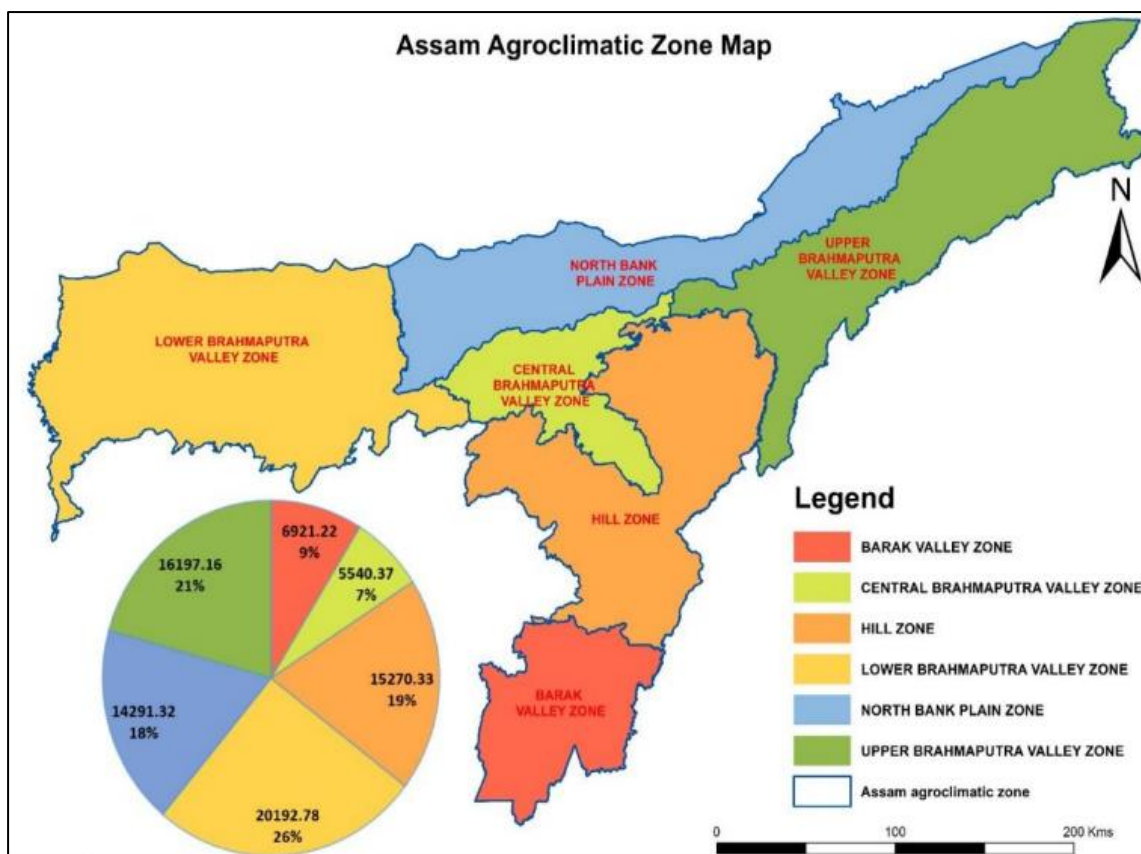 Assam Agroclimatic Zone Map
N
UPPER
BRAHMAPUTRA
VALLEY ZONE
NORTH BANK
PLAIN ZONE
LOWER BRAHMAPUTRA
VALLEY ZONE
CENTRAL
BRAHMAPUTRA
VALLEY ZONE
HILL ZONE
BARAK
VALLEY ZONE
6921.22
9%
5540.37
7%
15270.33
19%
20192.78
26%
14291.32
18%
16197.16
21%
Legend
BARAK VALLEY ZONE
CENTRAL BRAHMAPUTRA VALLEY ZONE
HILL ZONE
LOWER BRAHMAPUTRA VALLEY ZONE
NORTH BANK PLAIN ZONE
UPPER BRAHMAPUTRA VALLEY ZONE
Assam agroclimatic zone
0 100 200 Kms